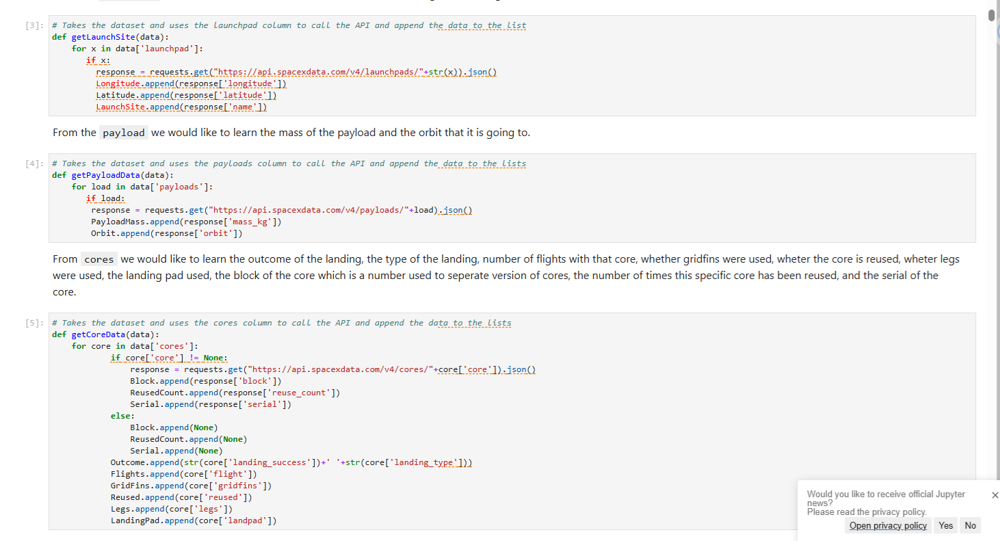 [3]: # Takes the dataset and uses the launchpad column to call the API and append the data to the list
def getLaunchSite(data):
    for x in data['launchpad']:
       if x:
         response = requests.get("https://api.spacexdata.com/v4/launchpads/"+str(x)).json()
         Longitude.append(response['longitude'])
         Latitude.append(response['latitude'])
         LaunchSite.append(response['name'])
From the payload we would like to learn the mass of the payload and the orbit that it is going to.
[4]: # Takes the dataset and uses the payloads column to call the API and append the data to the lists
def getPayloadData(data):
    for load in data['payloads']:
       if load:
        response = requests.get("https://api.spacexdata.com/v4/payloads/"+load).json()
        PayloadMass.append(response['mass_kg'])
        Orbit.append(response['orbit'])
From cores we would like to learn the outcome of the landing, the type of the landing, number of flights with that core, whether gridfins were used, wheter the core is reused, wheter legs
were used, the landing pad used, the block of the core which is a number used to seperate version of cores, the number of times this specific core has been reused, and the serial of the
core.
[5]: # Takes the dataset and uses the cores column to call the API and append the data to the lists
def getCoreData(data):
    for core in data['cores']:
            if core['core'] != None:
                response = requests.get("https://api.spacexdata.com/v4/cores/"+core['core']).json()
                Block.append(response['block'])
                ReusedCount.append(response['reuse_count'])
                Serial.append(response['serial'])
            else:
                Block.append(None)
                ReusedCount.append(None)
                Serial.append(None)
            Outcome.append(str(core['landing_success'])+' '+str(core['landing_type']))
            Flights.append(core['flight'])
            GridFins.append(core['gridfins'])
            Reused.append(core['reused'])
            Legs.append(core['legs'])
            LandingPad.append(core['landpad'])
Would you like to receive official Jupyter
news?
Please read the privacy policy.
Open privacy policy Yes No